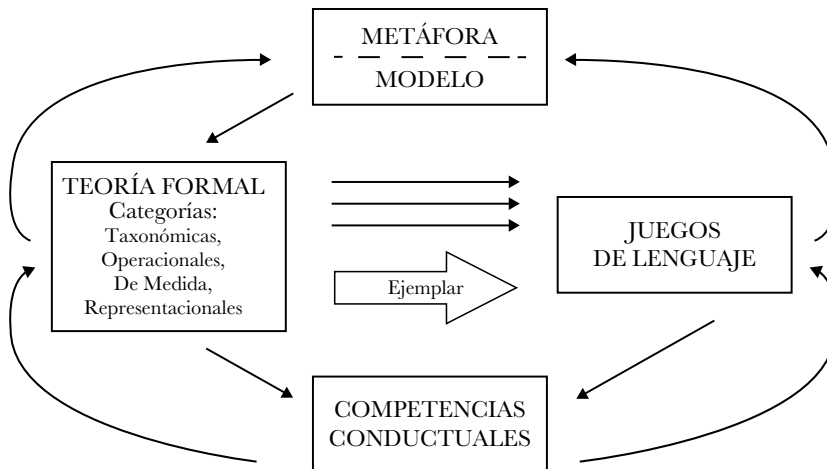 METÁFORA
MODELO
TEORÍA FORMAL
Categorías:
Taxonómicas,
Operacionales,
De Medida,
Representacionales
Ejemplar
JUEGOS
DE LENGUAJE
COMPETENCIAS
CONDUCTUALES